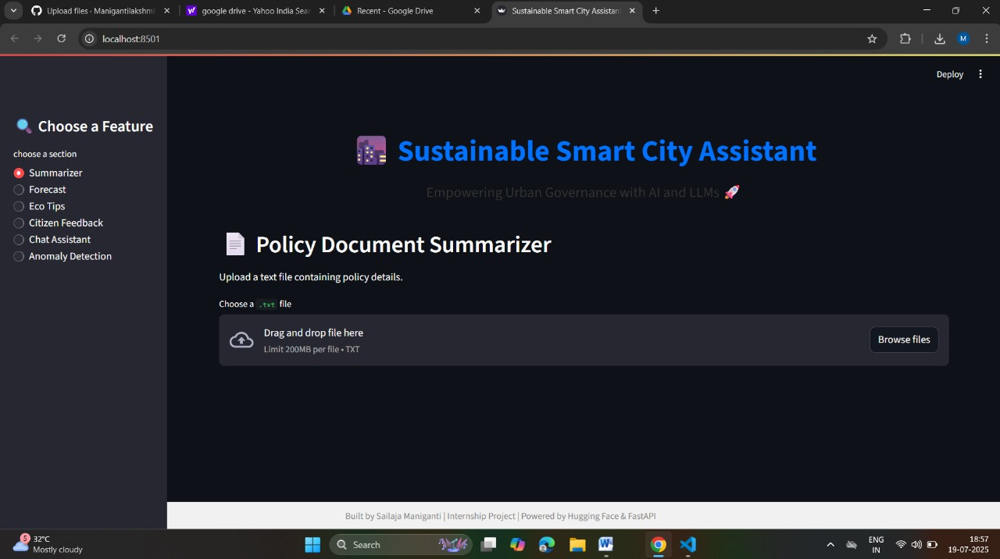 Upload files · Manigantilakshmi
google drive - Yahoo India Sear
Recent - Google Drive
Sustainable Smart City Assistant
localhost:8501
M
Deploy
Choose a Feature
choose a section
Summarizer
Forecast
Eco Tips
Citizen Feedback
Chat Assistant
Anomaly Detection
Sustainable Smart City Assistant
Empowering Urban Governance with AI and LLMs
Policy Document Summarizer
Upload a text file containing policy details.
Choose a .txt file
Drag and drop file here
Limit 200MB per file • TXT
Browse files
Built by Sailaja Maniganti | Internship Project | Powered by Hugging Face & FastAPI
5
32°C
Mostly cloudy
Search
ENG
IN
18:57
19-07-2025